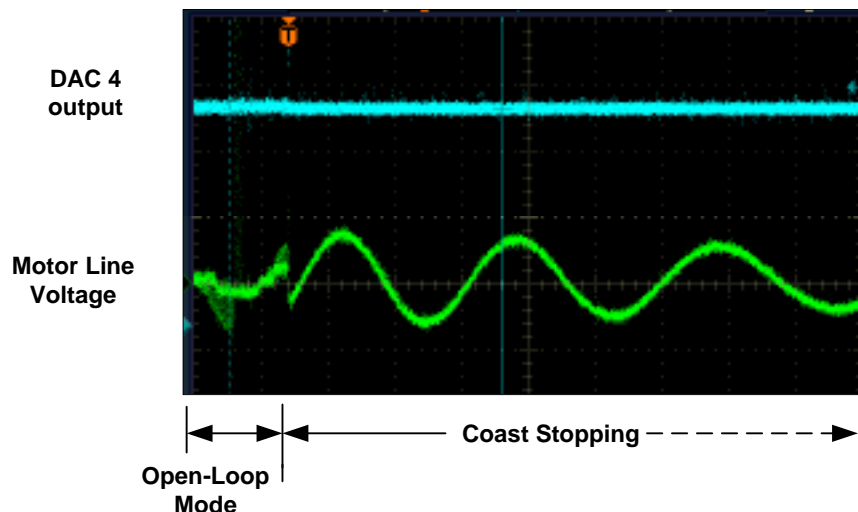 DAC 4
output
T
Motor Line
Voltage
Coast Stopping
Open-Loop
Mode